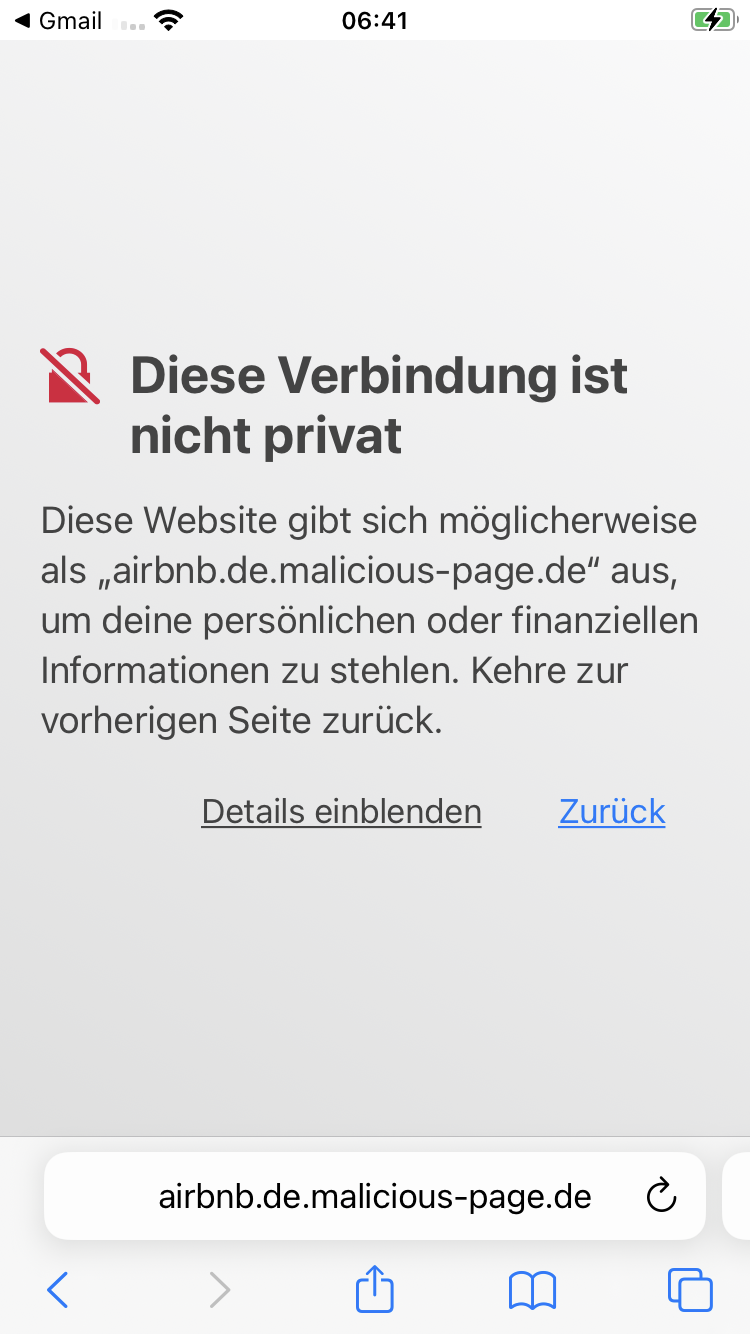 Gmail 06:41
Diese Verbindung ist
nicht privat
Diese Website gibt sich möglicherweise
als „airbnb.de.malicious-page.de“ aus,
um deine persönlichen oder finanziellen
Informationen zu stehlen. Kehre zur
vorherigen Seite zurück.
Details einblenden Zurück
airbnb.de.malicious-page.de